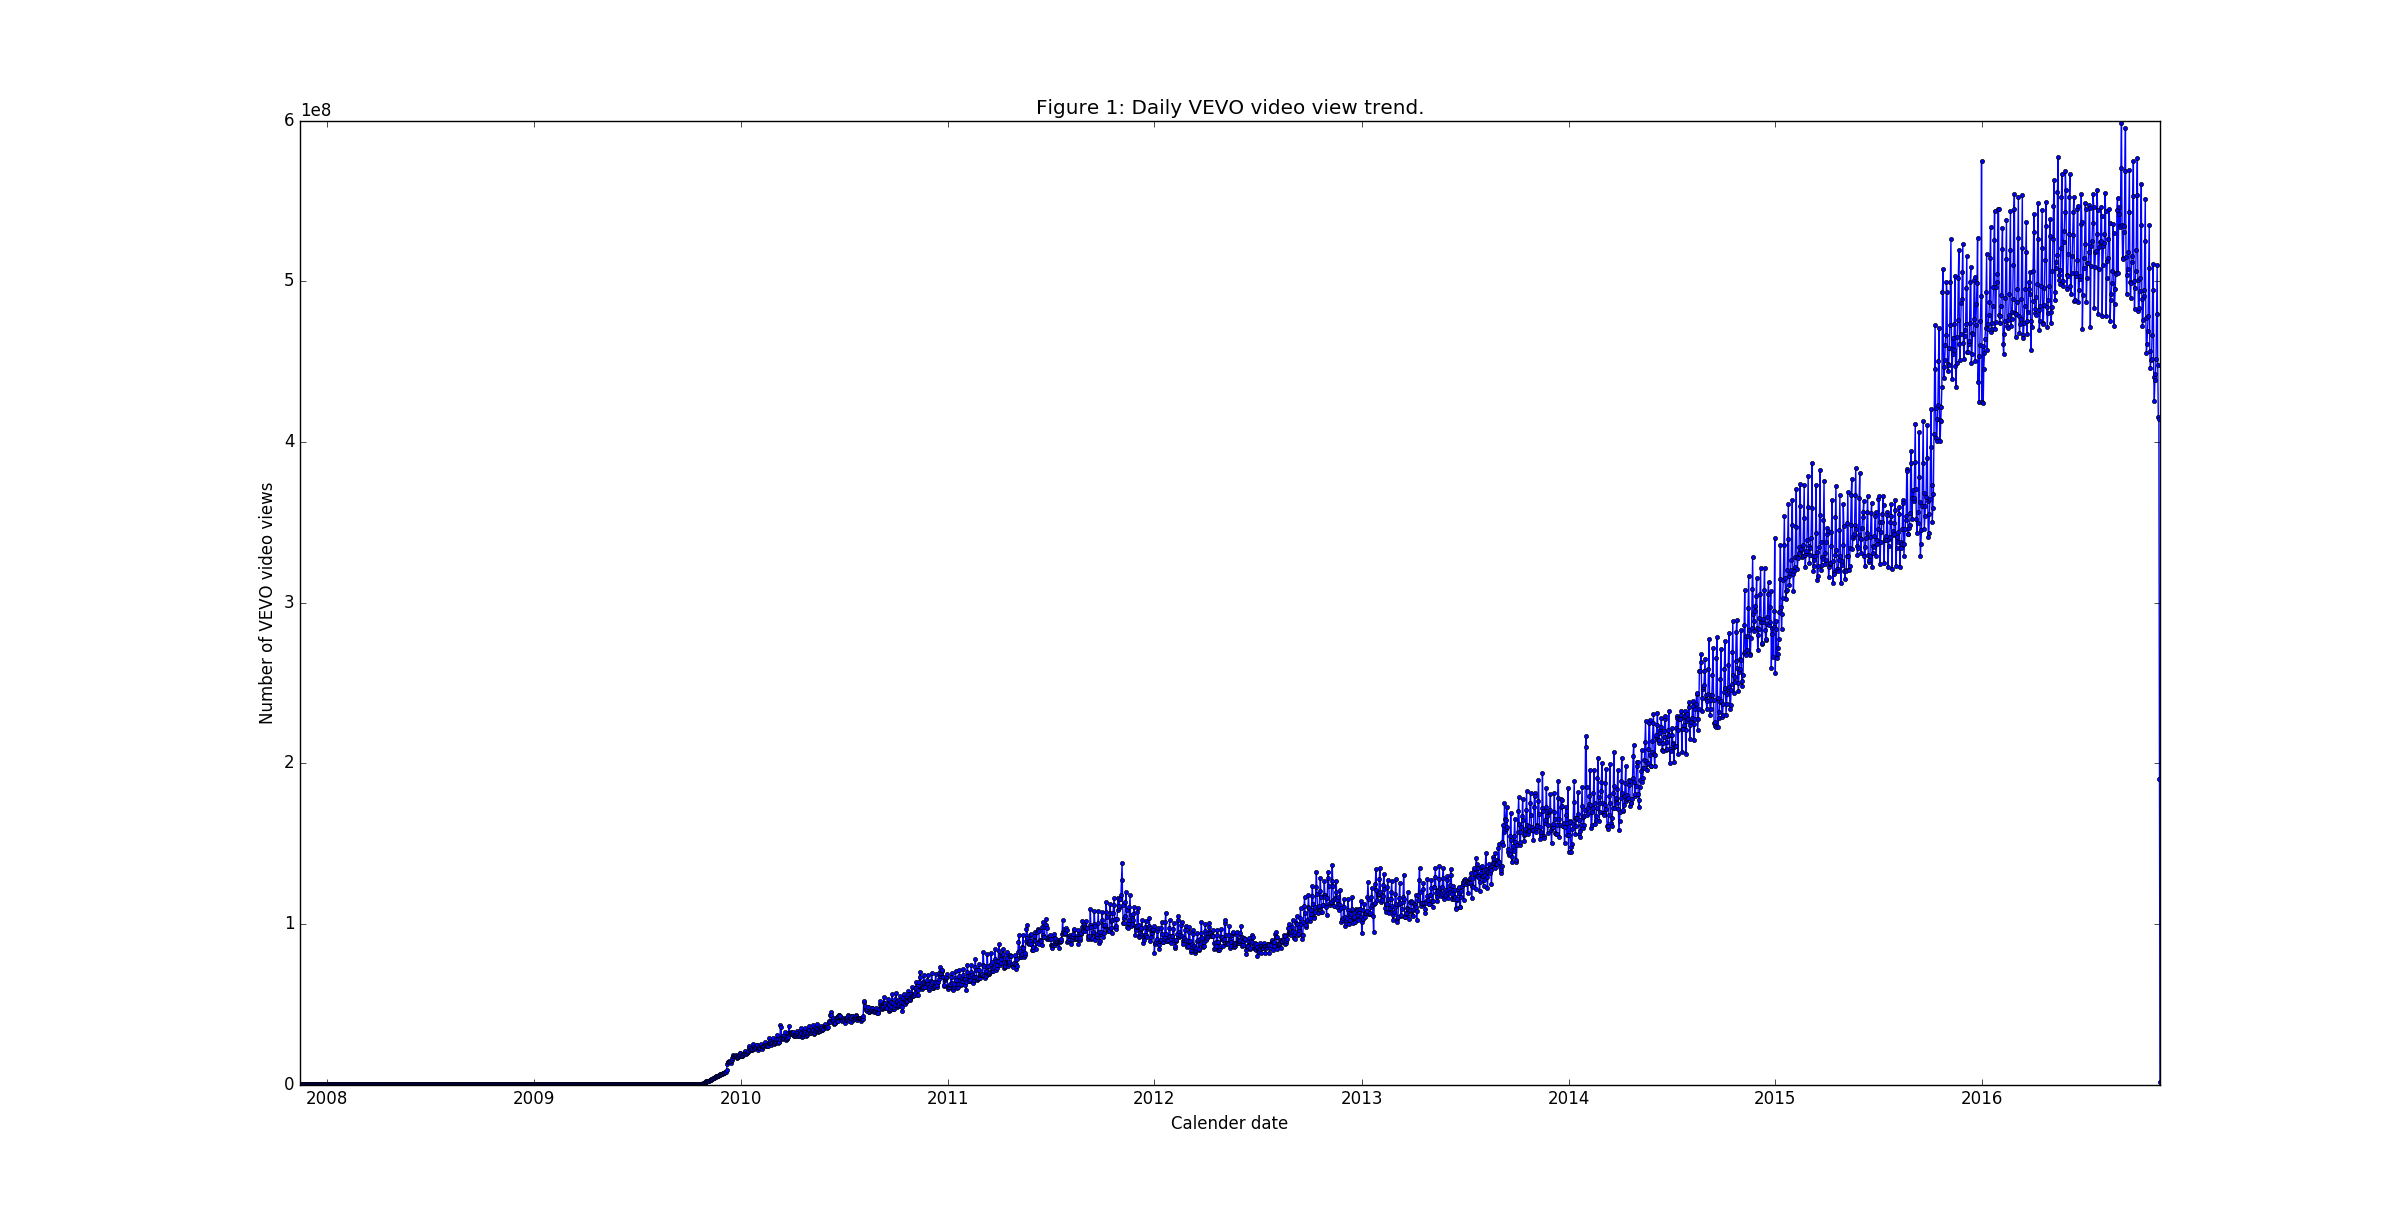 Figure 1: Daily VEVO video view trend.
1e8
6
5
4
3
2
1
0
Number of VEVO video views
2008 2009 2010 2011 2012 2013 2014 2015 2016
Calender date